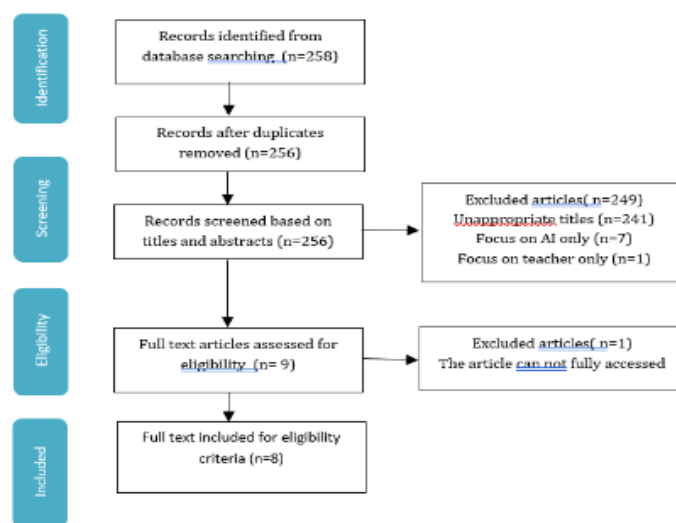 Identification
Records identified from
database searching (n=258)
Records after duplicates
removed (n=256)
Screening
Records screened based on
titles and abstracts (n=256)
Excluded articles( n=249)
Unappropriate titles (n=241)
Focus on AI only (n=7)
Focus on teacher only (n=1)
Eligibility
Full text articles assessed for
eligibility (n= 9)
Excluded articles( n=1)
The article can not fully accessed
Included
Full text included for eligibility
criteria (n=8)